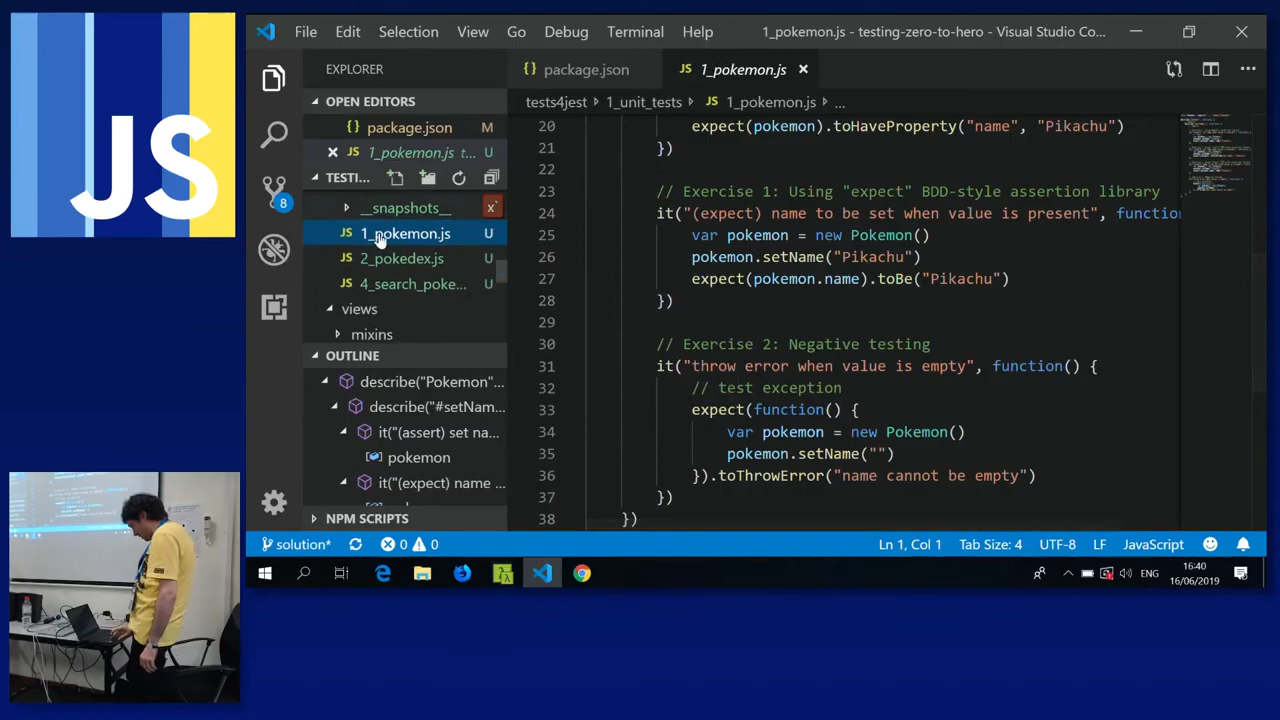 JS
File Edit Selection View Go Debug Terminal Help 1_pokemon.js - testing-zero-to-hero - Visual Studio Co...
EXPLORER
OPEN EDITORS
{} package.json M
JS 1_pokemon.js t... U
TESTI...
__snapshots__
JS 1_pokemon.js U
JS 2_pokedex.js U
JS 4_search_poke... U
views
mixins
OUTLINE
describe("Pokemon"...
describe("#setNam...
it("(assert) set na...
pokemon
it("(expect) name ...
NPM SCRIPTS
8
{} package.json
JS 1_pokemon.js
tests4jest 1_unit_tests JS 1_pokemon.js ...
20 expect(pokemon).toHaveProperty("name", "Pikachu")
21 })
22
23 // Exercise 1: Using "expect" BDD-style assertion library
24 it("(expect) name to be set when value is present", functio
25 var pokemon = new Pokemon()
26 pokemon.setName("Pikachu")
27 expect(pokemon.name).toBe("Pikachu")
28 })
29
30 // Exercise 2: Negative testing
31 it("throw error when value is empty", function() {
32 // test exception
33 expect(function() {
34 var pokemon = new Pokemon()
35 pokemon.setName("")
36 }).toThrowError("name cannot be empty")
37 })
38 })
solution* 0 0 Ln 1, Col 1 Tab Size: 4 UTF-8 LF JavaScript
ENG 16:40
16/06/2019